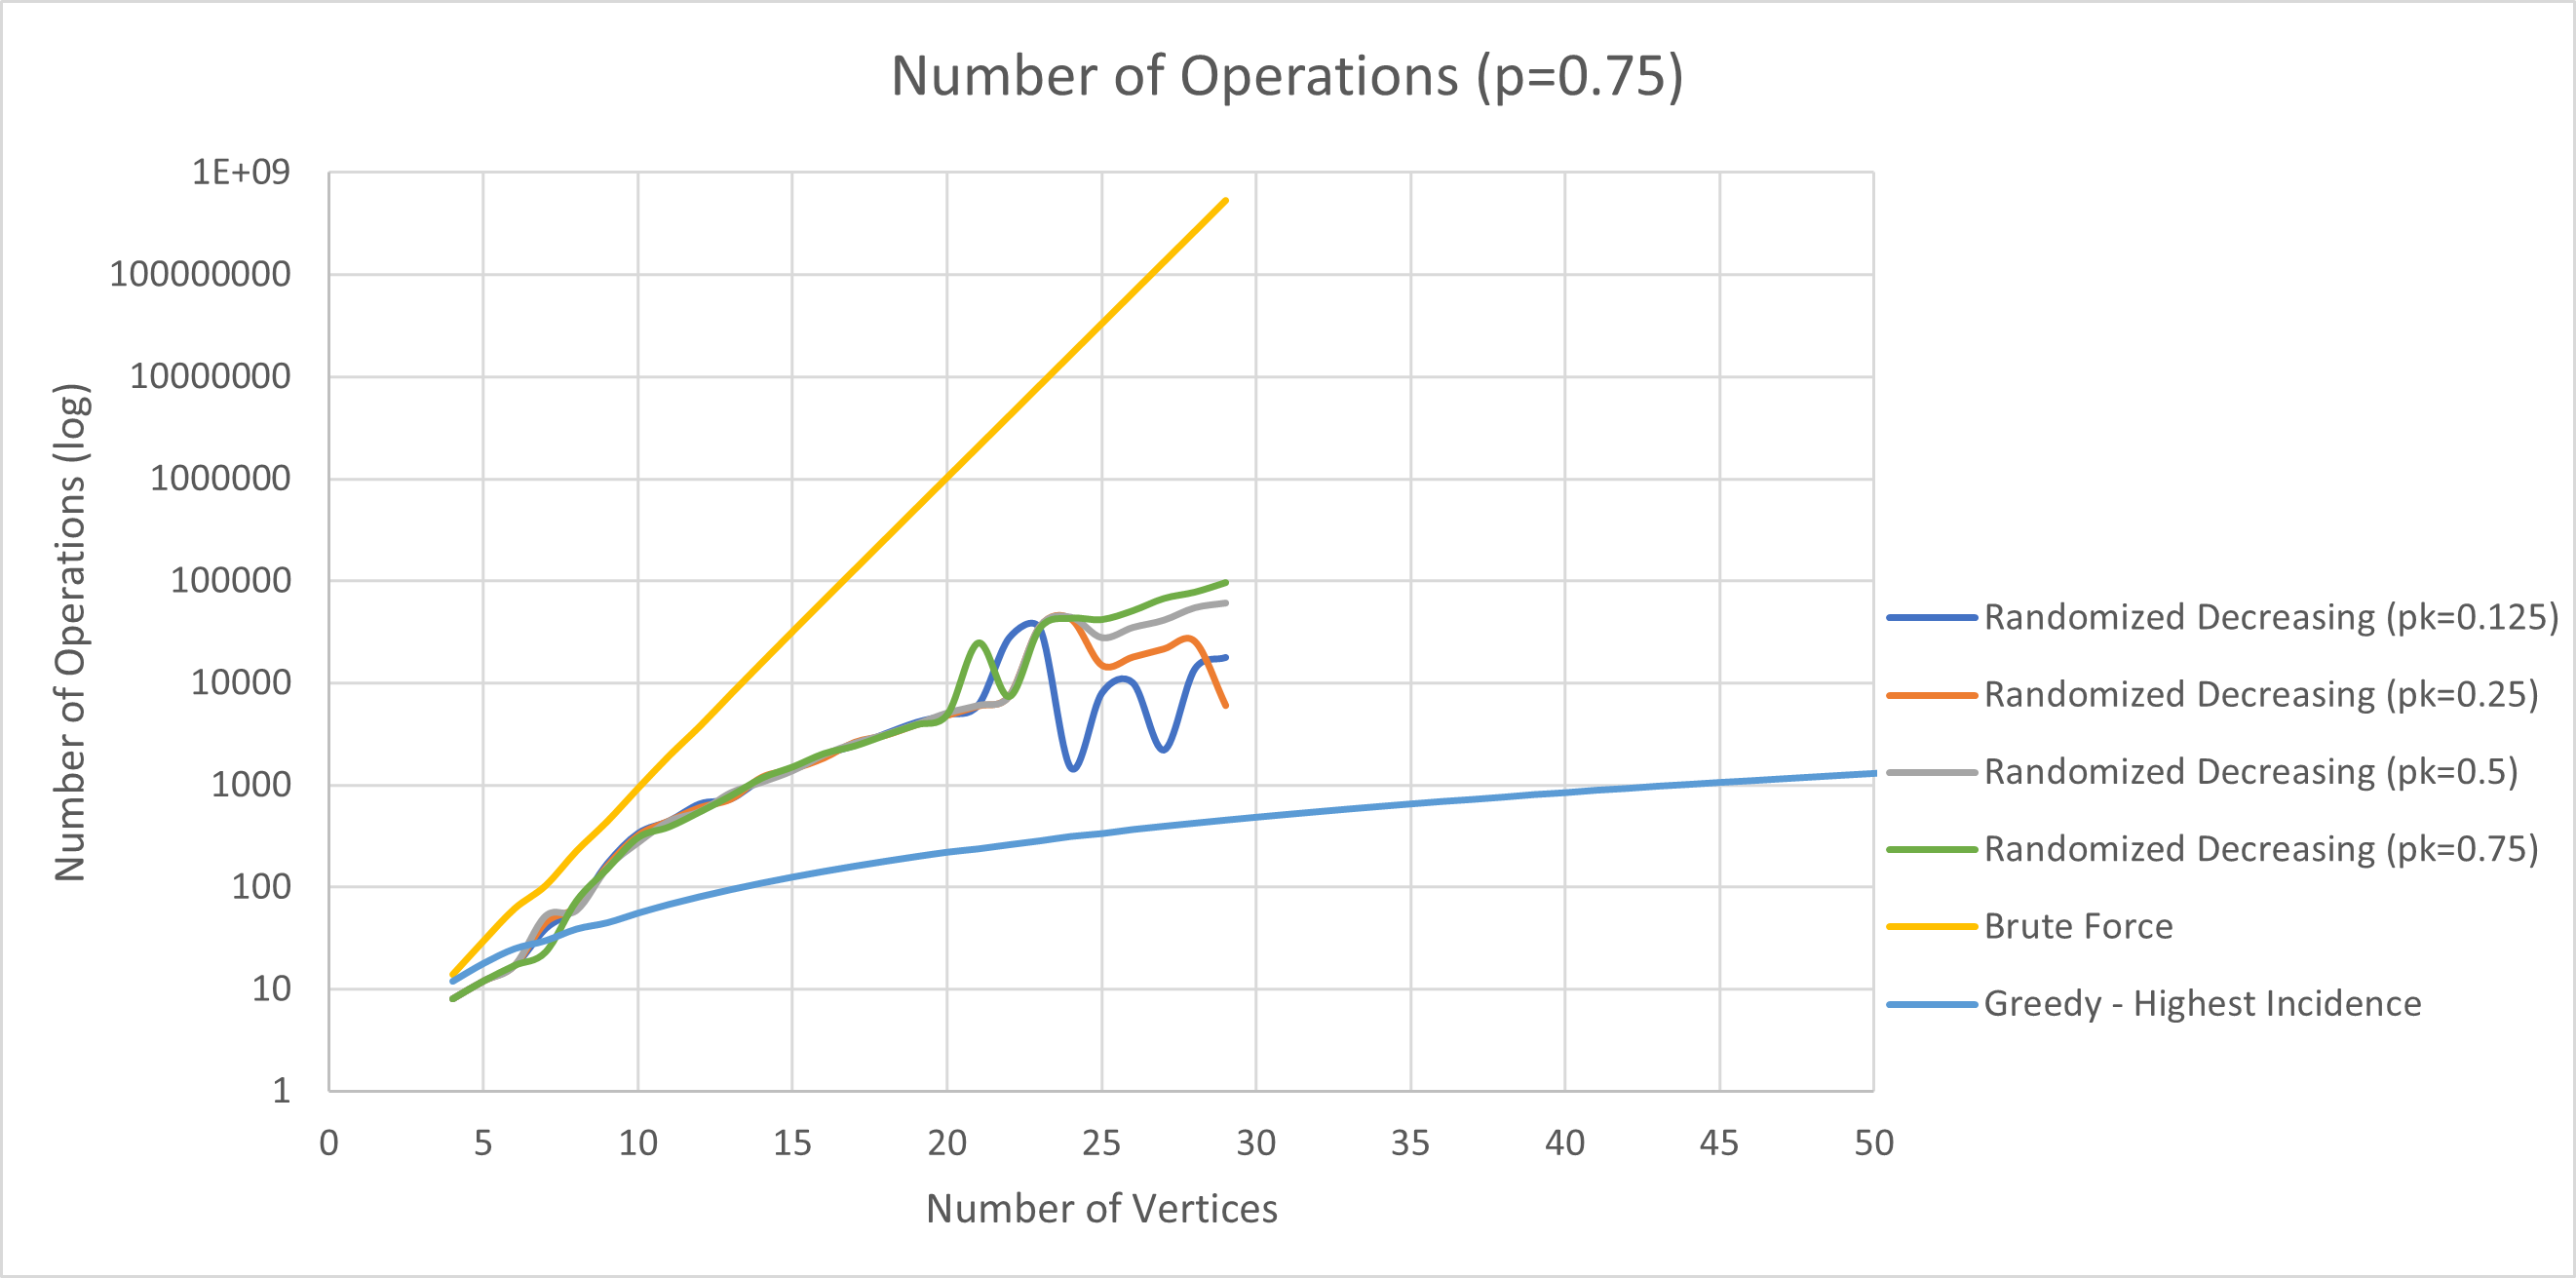 Number of Operations (p=0.75)
1E+09
100000000
10000000
1000000
100000
10000
1000
100
10
1
Number of Operations (log)
0 5 10 15 20 25 30 35 40 45 50
Number of Vertices
Randomized Decreasing (pk=0.125)
Randomized Decreasing (pk=0.25)
Randomized Decreasing (pk=0.5)
Randomized Decreasing (pk=0.75)
Brute Force
Greedy - Highest Incidence